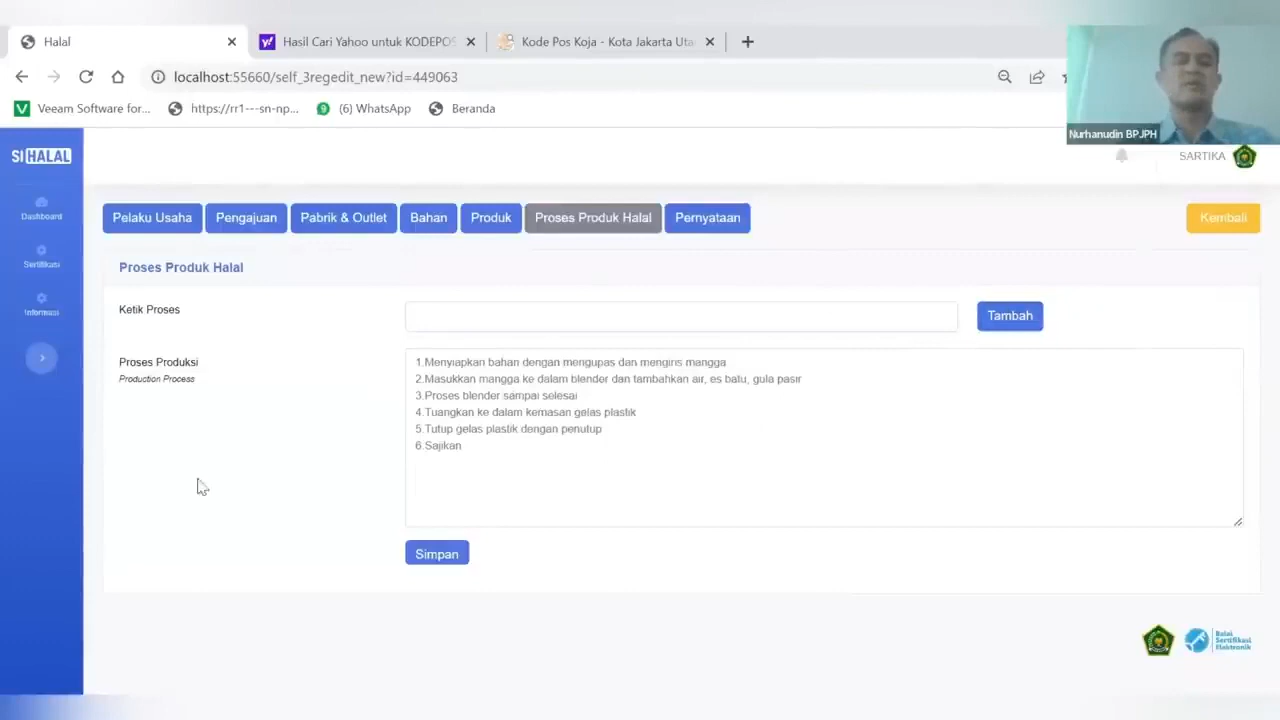 Halal
Hasil Cari Yahoo untuk KODEPOS
Kode Pos Koja - Kota Jakarta Uta
localhost:55660/self_3regedit_new?id=449063
Veeam Software for...
https://rr1---sn-np...
(6) WhatsApp
Beranda
Nurhanudin BPJPH
SIHALAL
SARTIKA
Dashboard
Sertifikasi
Informasi
Pelaku Usaha
Pengajuan
Pabrik & Outlet
Bahan
Produk
Proses Produk Halal
Pernyataan
Kembali
Proses Produk Halal
Ketik Proses
Tambah
Proses Produksi
Production Process
1.Menyiapkan bahan dengan mengupas dan mengiris mangga
2.Masukkan mangga ke dalam blender dan tambahkan air, es batu, gula pasir
3.Proses blender sampai selesai
4.Tuangkan ke dalam kemasan gelas plastik
5.Tutup gelas plastik dengan penutup
6.Sajikan
Simpan
Balai
Sertifikasi
Elektronik